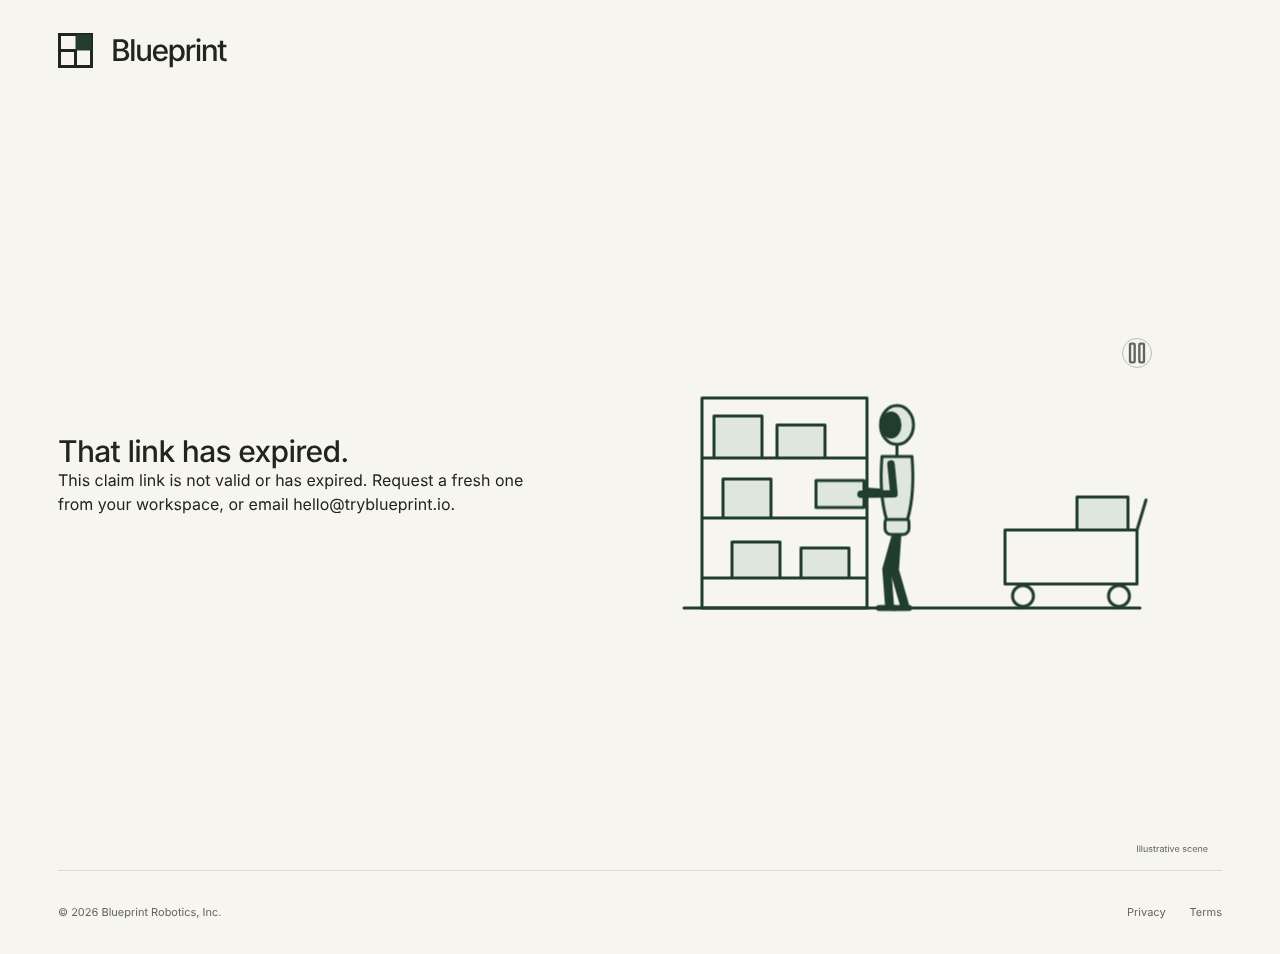 Blueprint
That link has expired.
This claim link is not valid or has expired. Request a fresh one
from your workspace, or email hello@tryblueprint.io.
Illustrative scene
© 2026 Blueprint Robotics, Inc.
Privacy
Terms